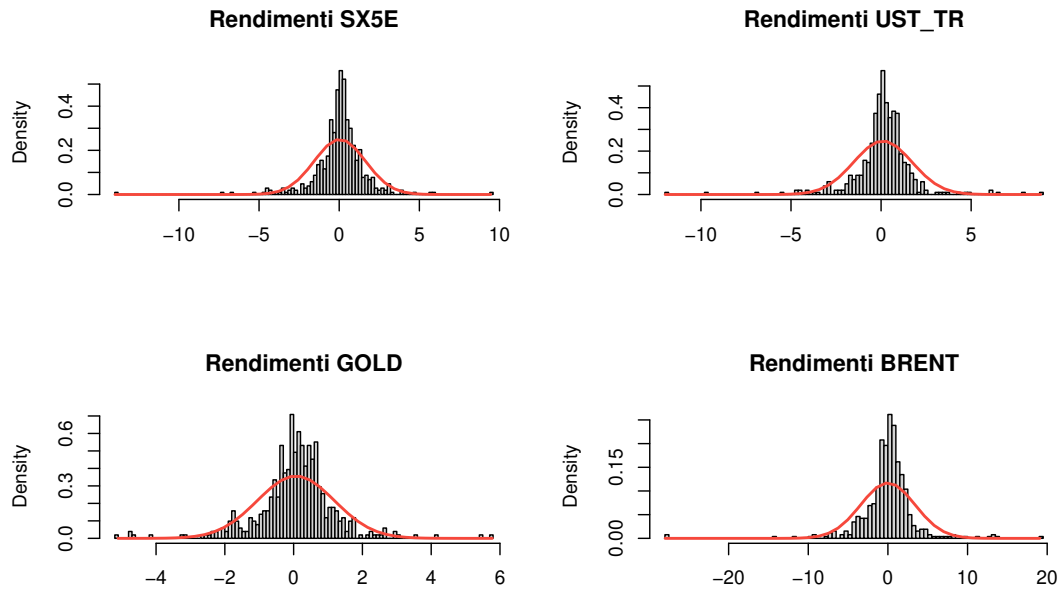 Rendimenti SX5E
Density
0.0 0.2 0.4
−10 −5 0 5 10
Rendimenti UST_TR
Density
0.0 0.2 0.4
−10 −5 0 5
Rendimenti GOLD
Density
0.0 0.3 0.6
−4 −2 0 2 4 6
Rendimenti BRENT
Density
0.00 0.15
−20 −10 0 10 20